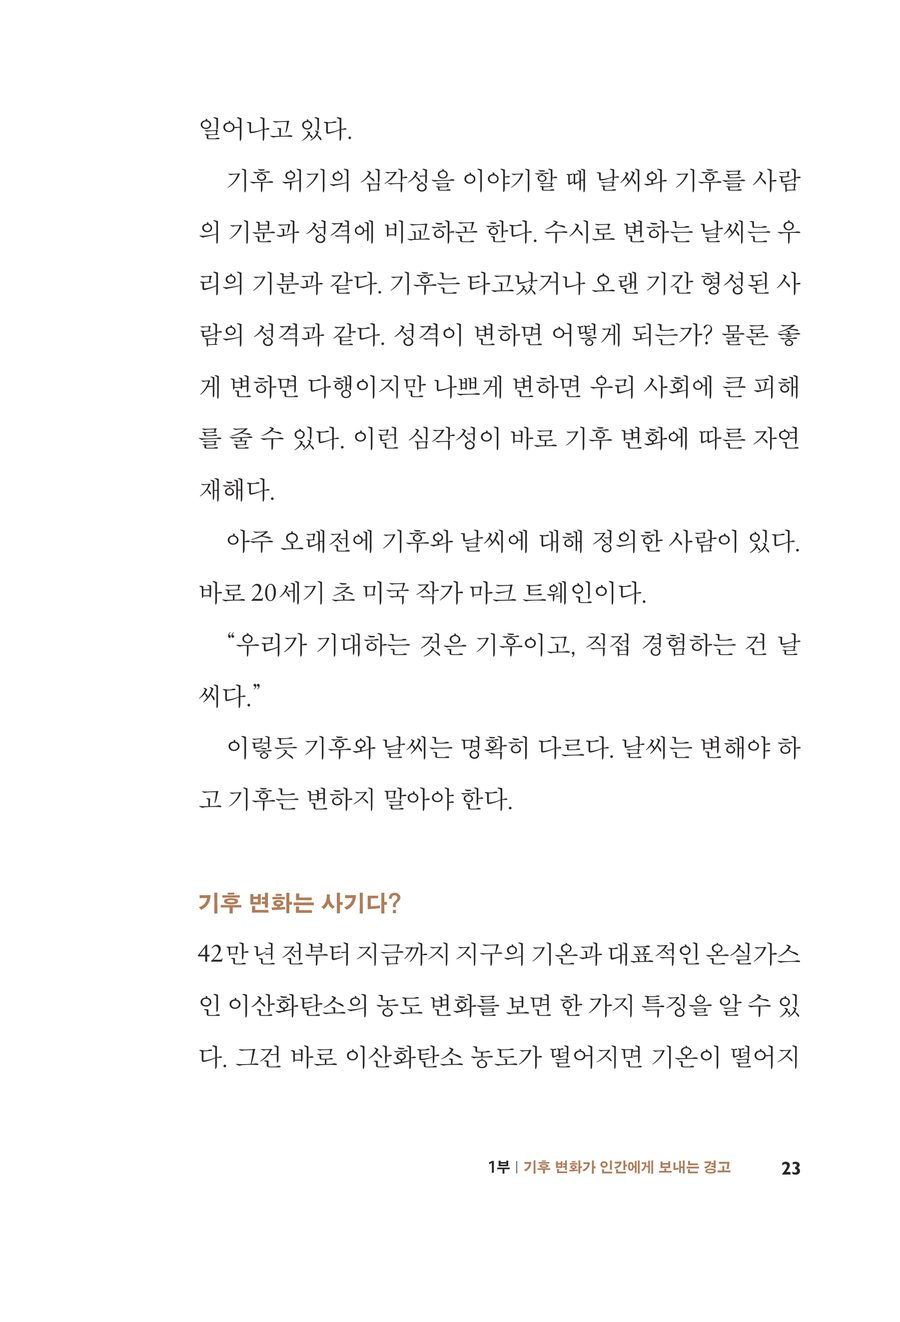 일어나고 있다.
기후 위기의 심각성을 이야기할 때 날씨와 기후를 사람
의 기분과 성격에 비교하곤 한다. 수시로 변하는 날씨는 우
리의 기분과 같다. 기후는 타고났거나 오랜 기간 형성된 사
람의 성격과 같다. 성격이 변하면 어떻게 되는가? 물론 좋
게 변하면 다행이지만 나쁘게 변하면 우리 사회에 큰 피해
를 줄 수 있다. 이런 심각성이 바로 기후 변화에 따른 자연
재해다.
아주 오래전에 기후와 날씨에 대해 정의한 사람이 있다.
바로 20세기 초 미국 작가 마크 트웨인이다.
“우리가 기대하는 것은 기후이고, 직접 경험하는 건 날
씨다.”
이렇듯 기후와 날씨는 명확히 다르다. 날씨는 변해야 하
고 기후는 변하지 말아야 한다.
기후 변화는 사기다?
42만 년 전부터 지금까지 지구의 기온과 대표적인 온실가스
인 이산화탄소의 농도 변화를 보면 한 가지 특징을 알 수 있
다. 그건 바로 이산화탄소 농도가 떨어지면 기온이 떨어지
1부 | 기후 변화가 인간에게 보내는 경고 23